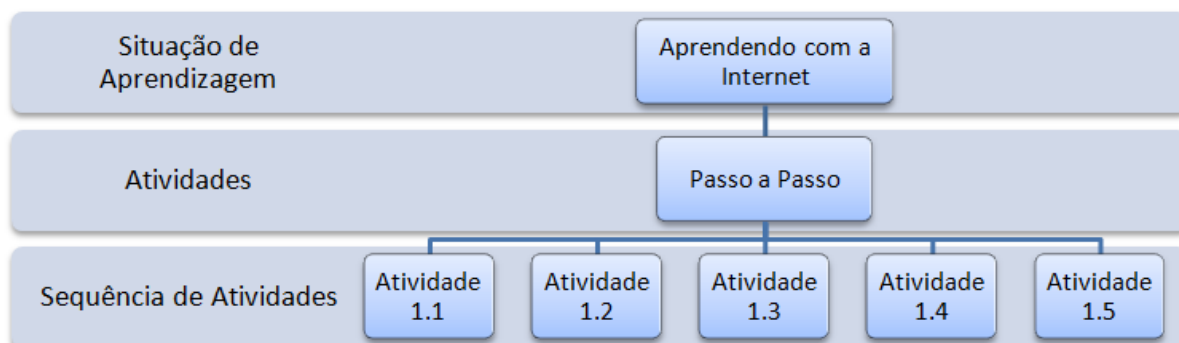 Situação de
Aprendizagem
Aprendendo com a
Internet
Atividades
Passo a Passo
Sequência de Atividades
Atividade
1.1
Atividade
1.2
Atividade
1.3
Atividade
1.4
Atividade
1.5